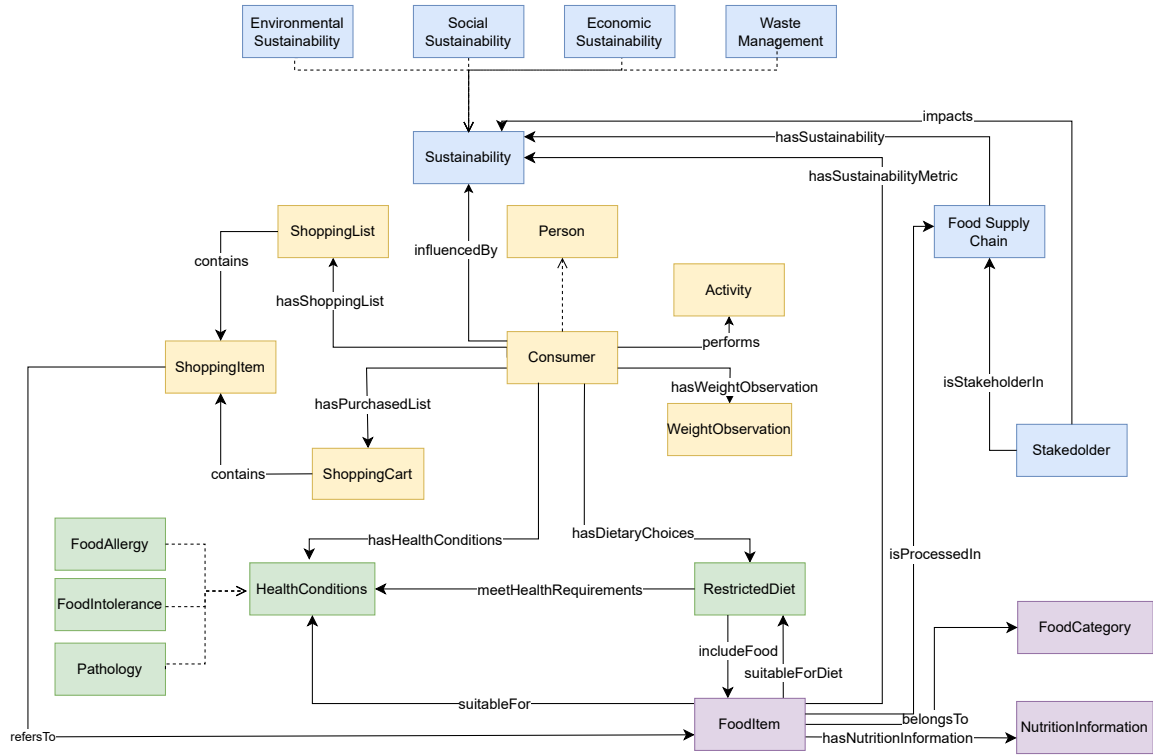 Environmental
Sustainability
Social
Sustainability
Economic
Sustainability
Waste
Management
impacts
hasSustainability
Sustainability
hasSustainabilityMetric
ShoppingList
Person
Food Supply
Chain
influencedBy
contains
Activity
hasShoppingList
performs
Consumer
ShoppingItem
hasWeightObservation
isStakeholderIn
hasPurchasedList
WeightObservation
Stakedolder
contains
ShoppingCart
hasHealthConditions
hasDietaryChoices
FoodAllergy
isProcessedIn
HealthConditions
meetHealthRequirements
RestrictedDiet
FoodIntolerance
FoodCategory
includeFood
Pathology
suitableForDiet
suitableFor
FoodItem
belongsTo
NutritionInformation
refersTo
hasNutritionInformation